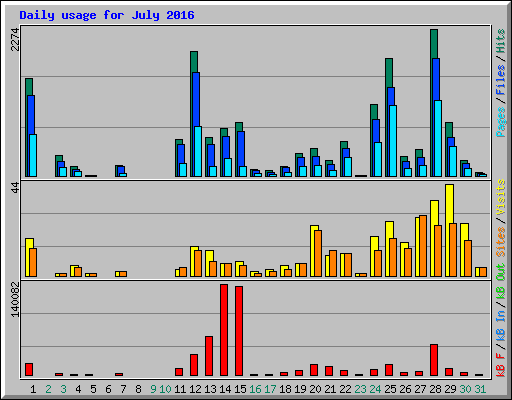 Daily usage for July 2016
2274
Pages / Files / Hits
44
Sites / Visits
140082
kB F / kB In / kB Out
1 2 3 4 5 6 7 8 9 10 11 12 13 14 15 16 17 18 19 20 21 22 23 24 25 26 27 28 29 30 31